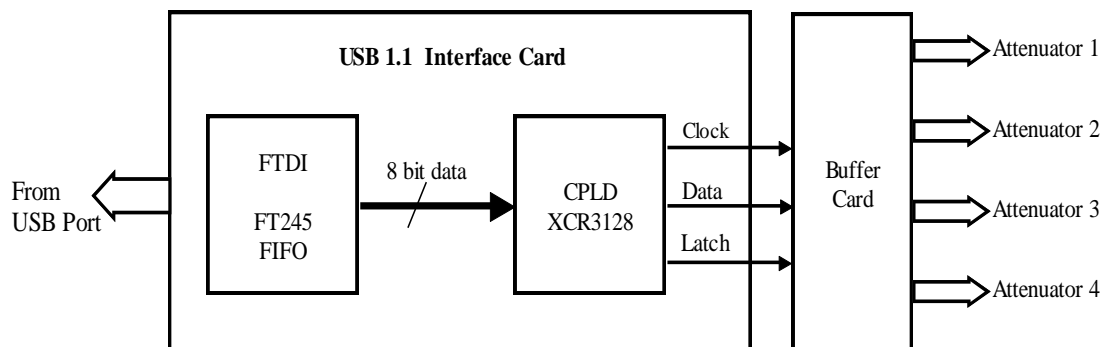 USB 1.1 Interface Card
From
USB Port
FTDI
FT245
FIFO
8 bit data
CPLD
XCR3128
Clock
Data
Latch
Buffer
Card
Attenuator 1
Attenuator 2
Attenuator 3
Attenuator 4